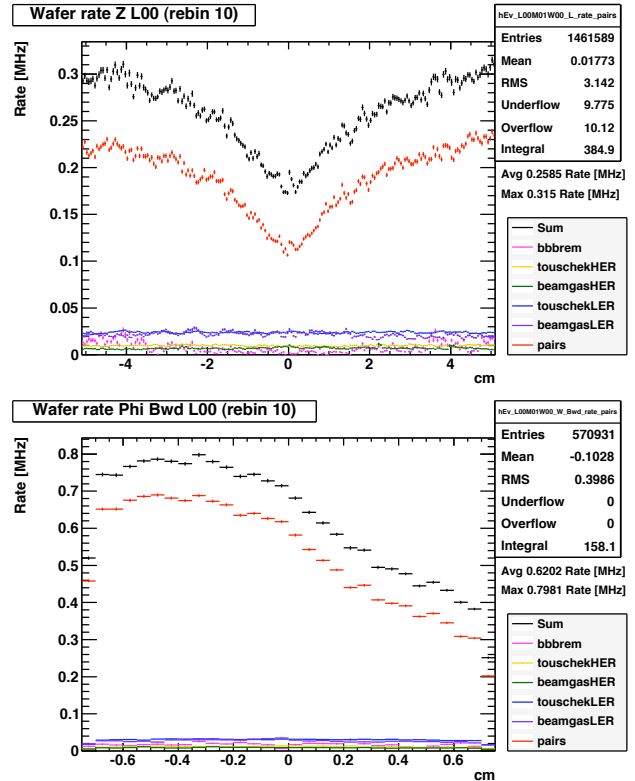 Wafer rate Z L00 (rebin 10)
Rate [MHz]
0.3
0.25
0.2
0.15
0.1
0.05
0
-4 -2 0 2 4
cm
hEv_L00M01W00_L_rate_pairs
Entries 1461589
Mean 0.01773
RMS 3.142
Underflow 9.775
Overflow 10.12
Integral 384.9
Avg 0.2585 Rate [MHz]
Max 0.315 Rate [MHz]
Sum
bbbrem
touschekHER
beamgasHER
touschekLER
beamgasLER
pairs
Wafer rate Phi Bwd L00 (rebin 10)
Rate [MHz]
0.8
0.7
0.6
0.5
0.4
0.3
0.2
0.1
0
-0.6 -0.4 -0.2 0 0.2 0.4 0.6
cm
hEv_L00M01W00_W_Bwd_rate_pairs
Entries 570931
Mean -0.1028
RMS 0.3986
Underflow 0
Overflow 0
Integral 158.1
Avg 0.6202 Rate [MHz]
Max 0.7981 Rate [MHz]
Sum
bbbrem
touschekHER
beamgasHER
touschekLER
beamgasLER
pairs